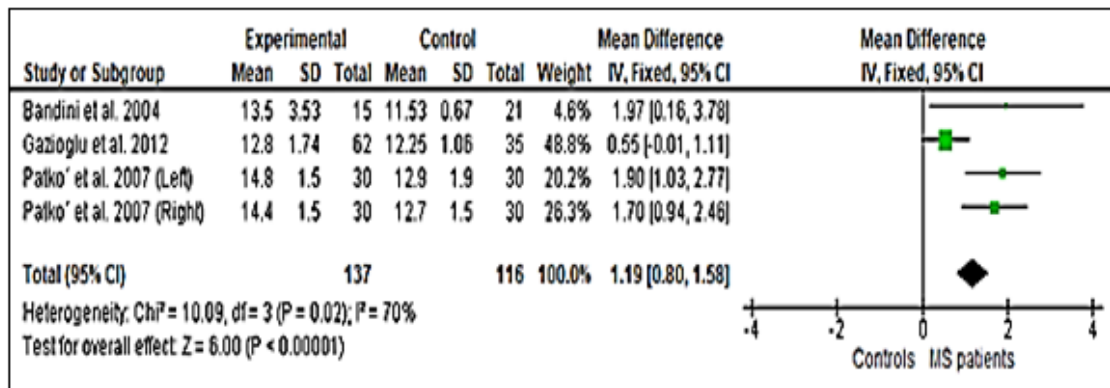 Experimental Control Mean Difference Mean Difference
Study or Subgroup Mean SD Total Mean SD Total Weight IV, Fixed, 95% CI IV, Fixed, 95% CI
Bandini et al. 2004 13.5 3.53 15 11.53 0.67 21 4.6% 1.97 [0.16, 3.78]
Gazioglu et al. 2012 12.8 1.74 62 12.25 1.06 35 48.8% 0.55 [-0.01, 1.11]
Patko´ et al. 2007 (Left) 14.8 1.5 30 12.9 1.9 30 20.2% 1.90 [1.03, 2.77]
Patko´ et al. 2007 (Right) 14.4 1.5 30 12.7 1.5 30 26.3% 1.70 [0.94, 2.46]
Total (95% CI) 137 116 100.0% 1.19 [0.80, 1.58]
Heterogeneity: Chi² = 10.09, df = 3 (P = 0.02); I² = 70%
Test for overall effect: Z = 6.00 (P < 0.00001)
-4 -2 0 2 4
Controls MS patients